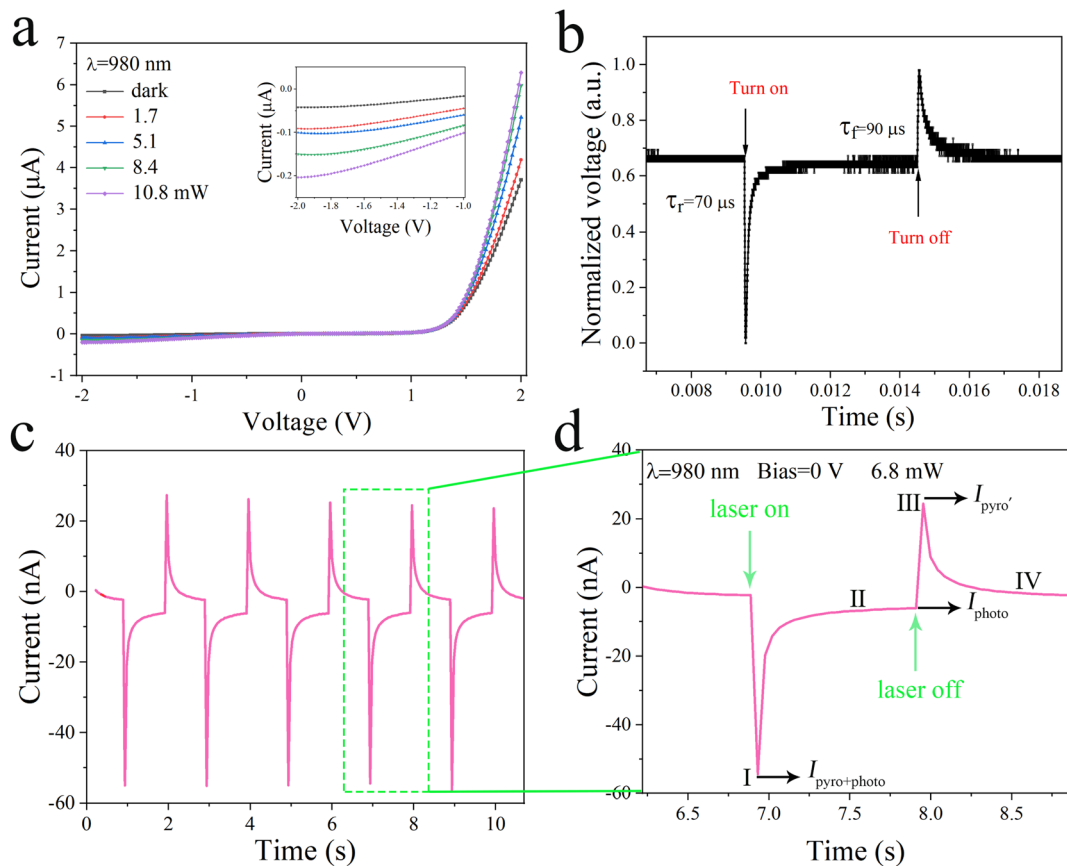 a
7
6
5
4
3
2
1
0
-1
Current (μA)
λ=980 nm
dark
1.7
5.1
8.4
10.8 mW
0.0
-0.1
-0.2
Current (μA)
-2.0 -1.8 -1.6 -1.4 -1.2 -1.0
Voltage (V)
-2 -1 0 1 2
Voltage (V)
b
1.0
0.8
0.6
0.4
0.2
0.0
Normalized voltage (a.u.)
Turn on
τf=90 μs
τr=70 μs
Turn off
0.008 0.010 0.012 0.014 0.016 0.018
Time (s)
c
40
20
0
-20
-40
-60
Current (nA)
0 2 4 6 8 10
Time (s)
d
40
20
0
-20
-40
-60
Current (nA)
λ=980 nm Bias=0 V 6.8 mW
laser on
III
Ipyro′
IV
II
Iphoto
laser off
I
Ipyro+photo
6.5 7.0 7.5 8.0 8.5
Time (s)